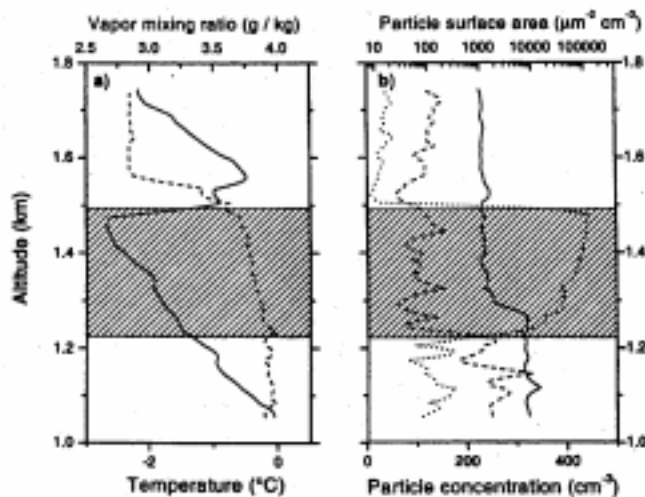 Vapor mixing ratio (g / kg)
2.5 3.0 3.5 4.0
Particle surface area (μm⁻² cm⁻³)
10 100 1000 10000 100000
a)
b)
1.8
1.6
1.4
1.2
1.0
Altitude (km)
1.8
1.6
1.4
1.2
1.0
-2 -1 0
Temperature (°C)
0 200 400
Particle concentration (cm⁻³)